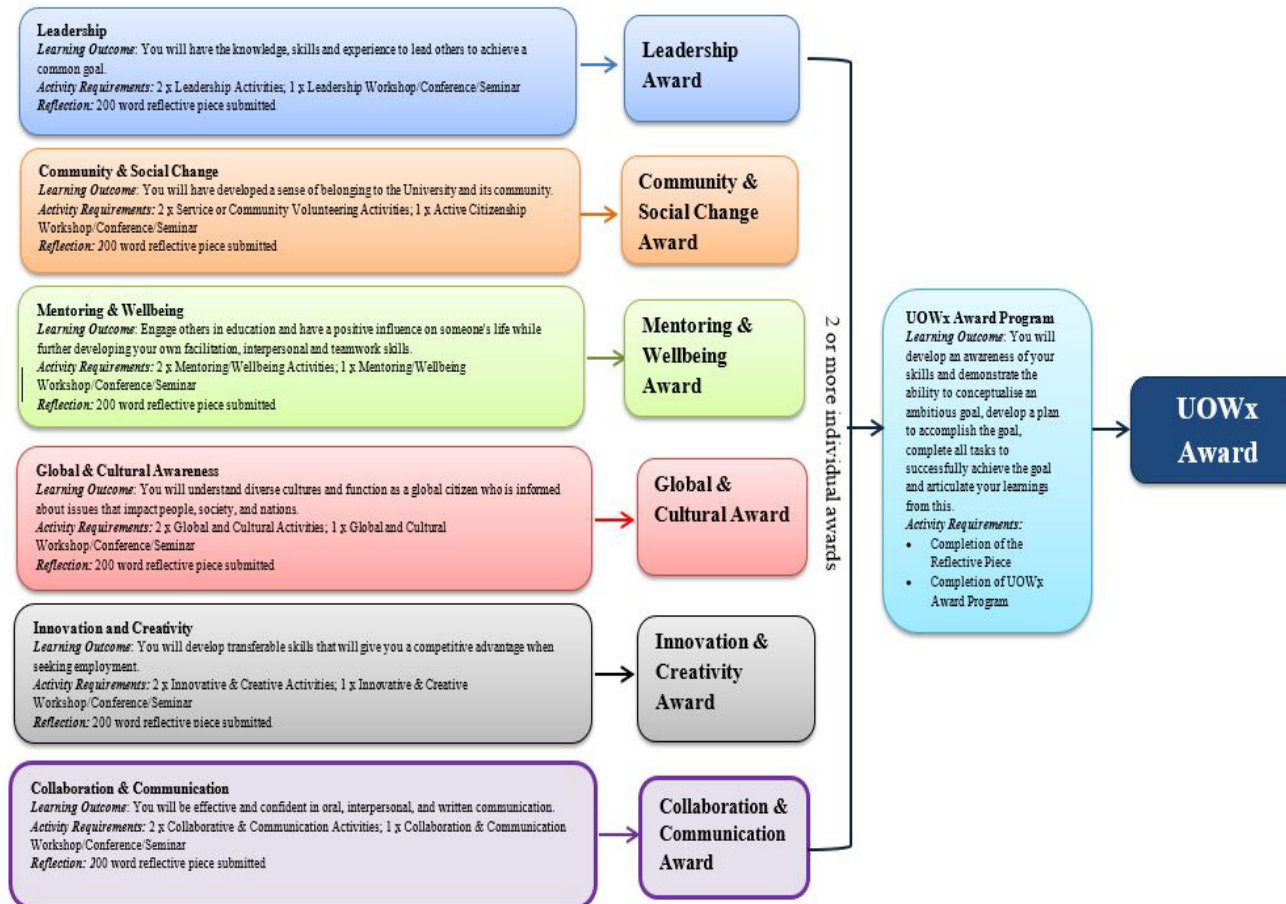 Leadership
Learning Outcome: You will have the knowledge, skills and experience to lead others to achieve a
common goal.
Activity Requirements: 2 x Leadership Activities; 1 x Leadership Workshop/Conference/Seminar
Reflection: 200 word reflective piece submitted
Leadership
Award
Community & Social Change
Learning Outcome: You will have developed a sense of belonging to the University and its community.
Activity Requirements: 2 x Service or Community Volunteering Activities; 1 x Active Citizenship
Workshop/Conference/Seminar
Reflection: 200 word reflective piece submitted
Community &
Social Change
Award
Mentoring & Wellbeing
Learning Outcome: Engage others in education and have a positive influence on someone's life while
further developing your own facilitation, interpersonal and teamwork skills.
Activity Requirements: 2 x Mentoring/Wellbeing Activities; 1 x Mentoring/Wellbeing
Workshop/Conference/Seminar
Reflection: 200 word reflective piece submitted
Mentoring &
Wellbeing
Award
Global & Cultural Awareness
Learning Outcome: You will understand diverse cultures and function as a global citizen who is informed
about issues that impact people, society, and nations.
Activity Requirements: 2 x Global and Cultural Activities; 1 x Global and Cultural
Workshop/Conference/Seminar
Reflection: 200 word reflective piece submitted
Global &
Cultural Award
Innovation and Creativity
Learning Outcome: You will develop transferable skills that will give you a competitive advantage when
seeking employment.
Activity Requirements: 2 x Innovative & Creative Activities; 1 x Innovative & Creative
Workshop/Conference/Seminar
Reflection: 200 word reflective piece submitted
Innovation &
Creativity
Award
Collaboration & Communication
Learning Outcome: You will be effective and confident in oral, interpersonal, and written communication.
Activity Requirements: 2 x Collaborative & Communication Activities; 1 x Collaboration & Communication
Workshop/Conference/Seminar
Reflection: 200 word reflective piece submitted
Collaboration &
Communication
Award
2 or more individual awards
UOWx Award Program
Learning Outcome: You will
develop an awareness of your
skills and demonstrate the
ability to conceptualise an
ambitious goal, develop a plan
to accomplish the goal,
complete all tasks to
successfully achieve the goal
and articulate your learnings
from this.
Activity Requirements:
• Completion of the
Reflective Piece
• Completion of UOWx
Award Program
UOWx
Award